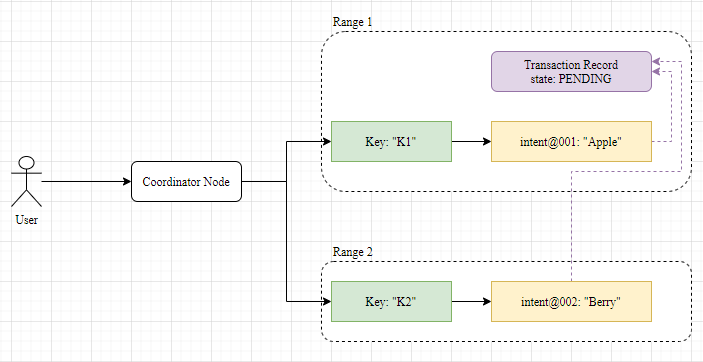 Range 1
Transaction Record
state: PENDING
Key: "K1"
intent@001: "Apple"
Coordinator Node
User
Range 2
Key: "K2"
intent@002: "Berry"